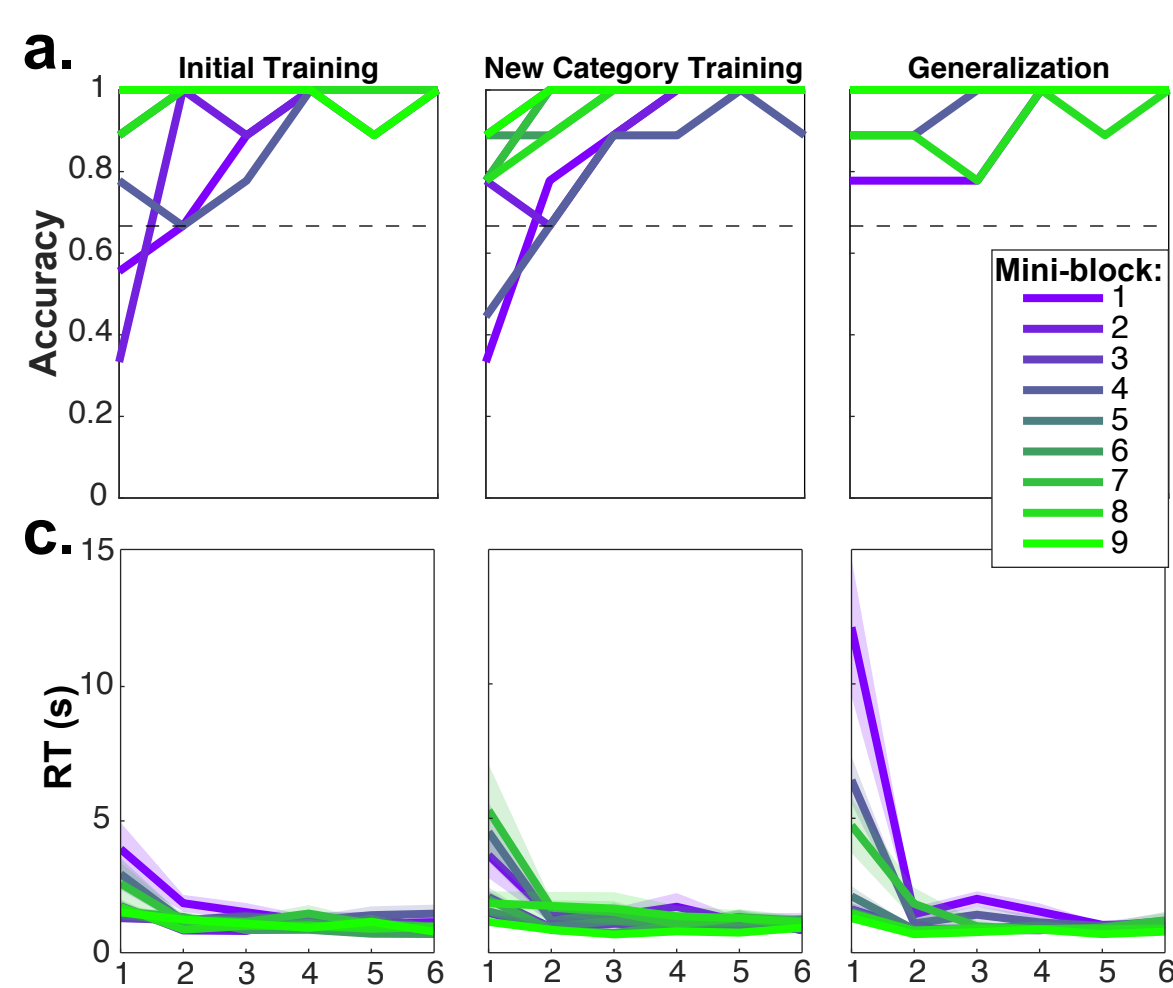 a.
Initial Training New Category Training Generalization
Accuracy
1
0.8
0.6
0.4
0.2
0
Mini-block:
1
2
3
4
5
6
7
8
9
c.
RT (s)
15
10
5
0
1 2 3 4 5 6 1 2 3 4 5 6 1 2 3 4 5 6